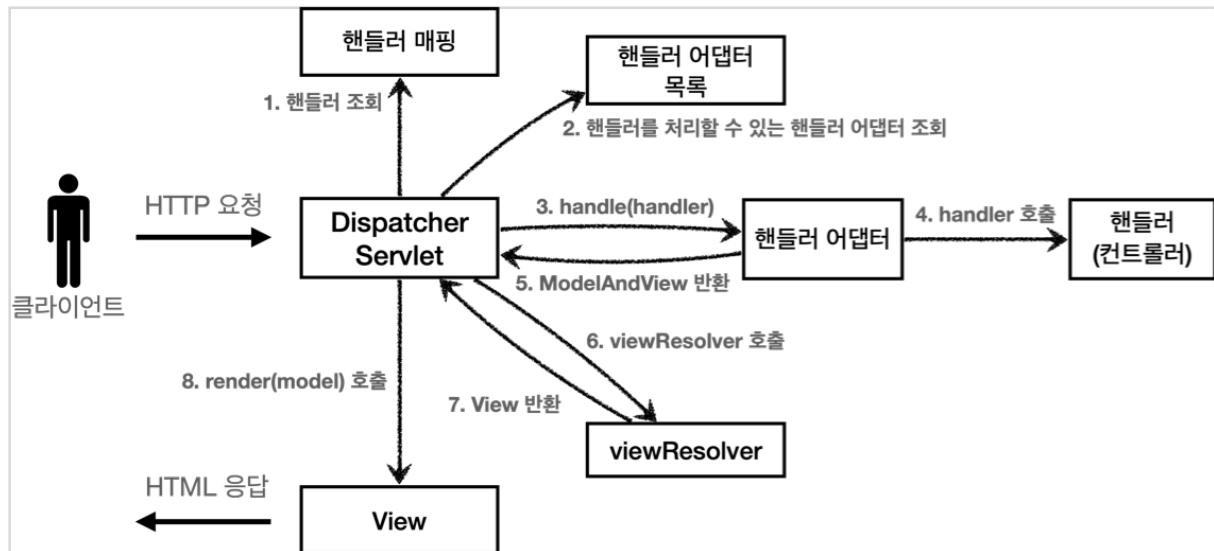 핸들러 매핑
핸들러 어댑터
목록
1. 핸들러 조회
2. 핸들러를 처리할 수 있는 핸들러 어댑터 조회
HTTP 요청
Dispatcher
Servlet
3. handle(handler)
핸들러 어댑터
4. handler 호출
핸들러
(컨트롤러)
클라이언트
5. ModelAndView 반환
6. viewResolver 호출
8. render(model) 호출
7. View 반환
viewResolver
HTML 응답
View